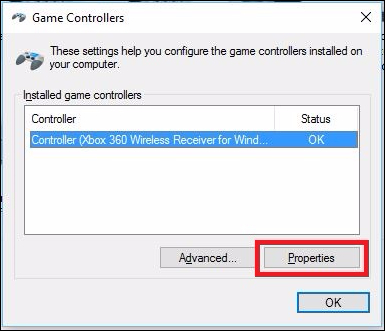 Game Controllers
These settings help you configure the game controllers installed on
your computer.
Installed game controllers
Controller Status
Controller (Xbox 360 Wireless Receiver for Wind... OK
Advanced... Properties
OK